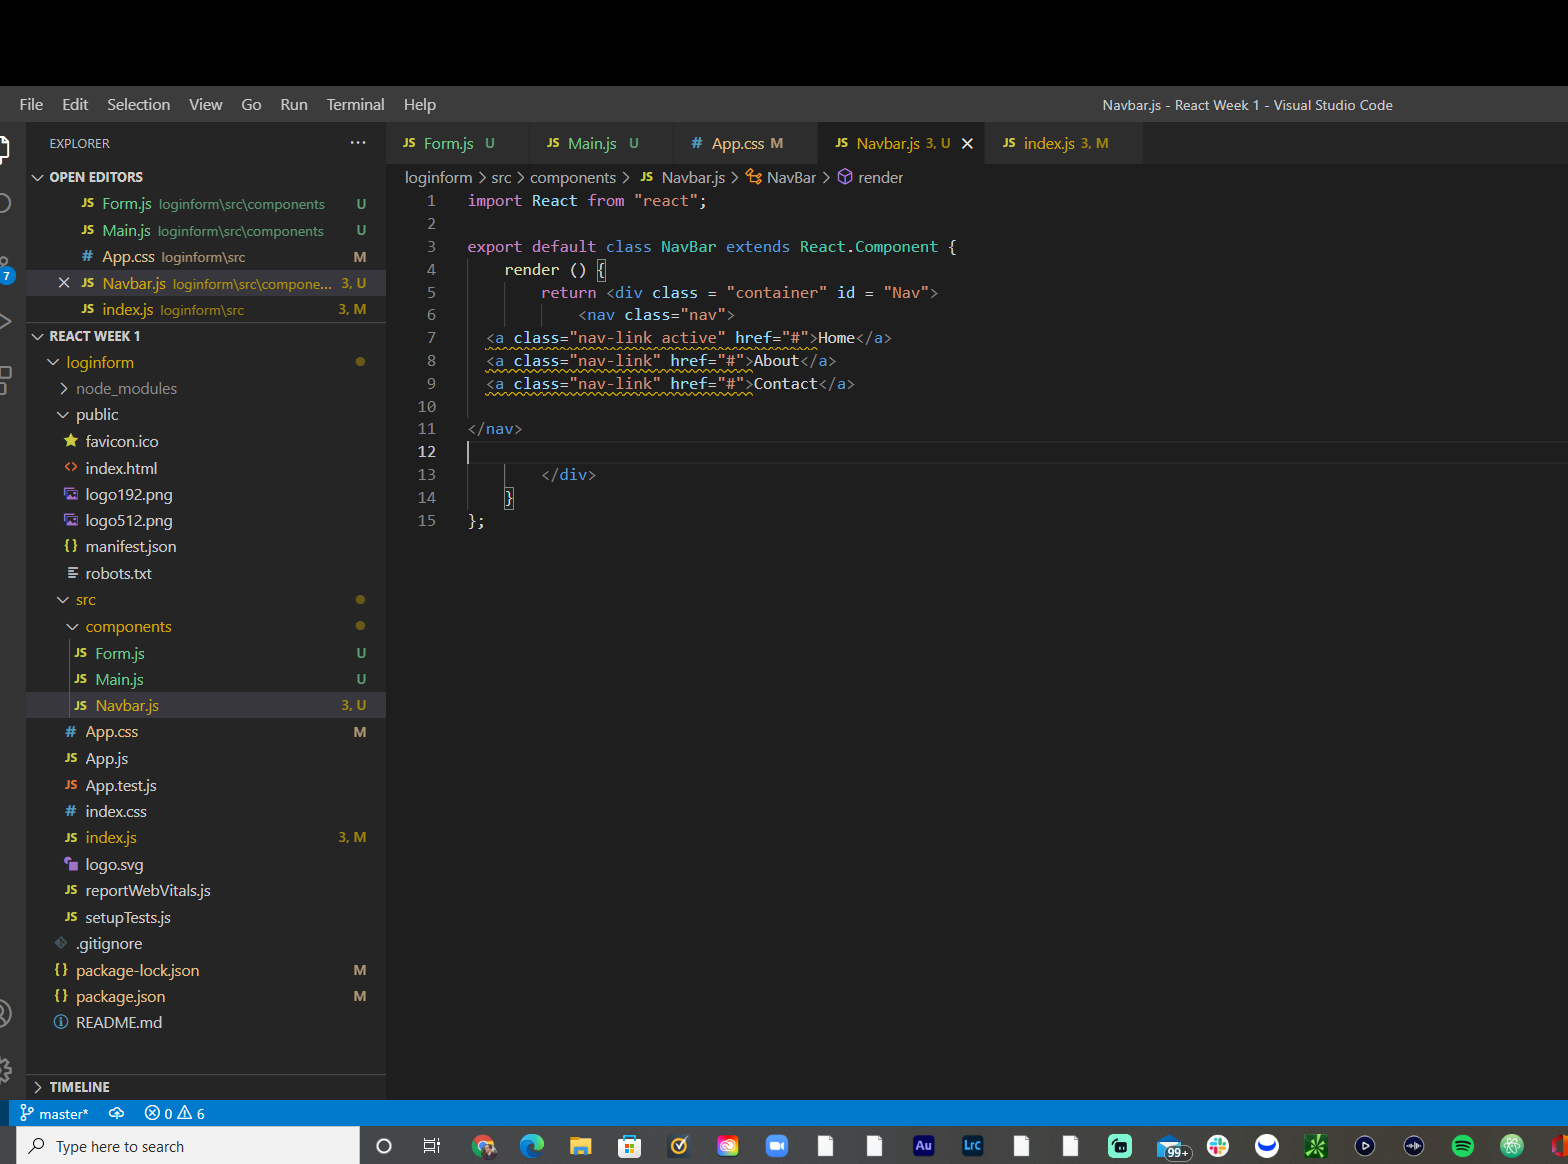 File Edit Selection View Go Run Terminal Help
Navbar.js - React Week 1 - Visual Studio Code
EXPLORER ...
OPEN EDITORS
JS Form.js loginform\src\components U
JS Main.js loginform\src\components U
# App.css loginform\src M
JS Navbar.js loginform\src\compone... 3, U
JS index.js loginform\src 3, M
REACT WEEK 1
loginform
node_modules
public
favicon.ico
<> index.html
logo192.png
logo512.png
{} manifest.json
robots.txt
src
components
JS Form.js U
JS Main.js U
JS Navbar.js 3, U
# App.css M
JS App.js
JS App.test.js
# index.css
JS index.js 3, M
logo.svg
JS reportWebVitals.js
JS setupTests.js
.gitignore
{} package-lock.json M
{} package.json M
README.md
TIMELINE
7
JS Form.js U
JS Main.js U
# App.css M
JS Navbar.js 3, U
JS index.js 3, M
loginform > src > components > JS Navbar.js > NavBar > render
1 import React from "react";
2
3 export default class NavBar extends React.Component {
4 render () {
5 return <div class = "container" id = "Nav">
6 <nav class="nav">
7 <a class="nav-link active" href="#">Home</a>
8 <a class="nav-link" href="#">About</a>
9 <a class="nav-link" href="#">Contact</a>
10
11 </nav>
12
13 </div>
14 }
15 };
master* 0 6
Type here to search
Au
LrC
99+